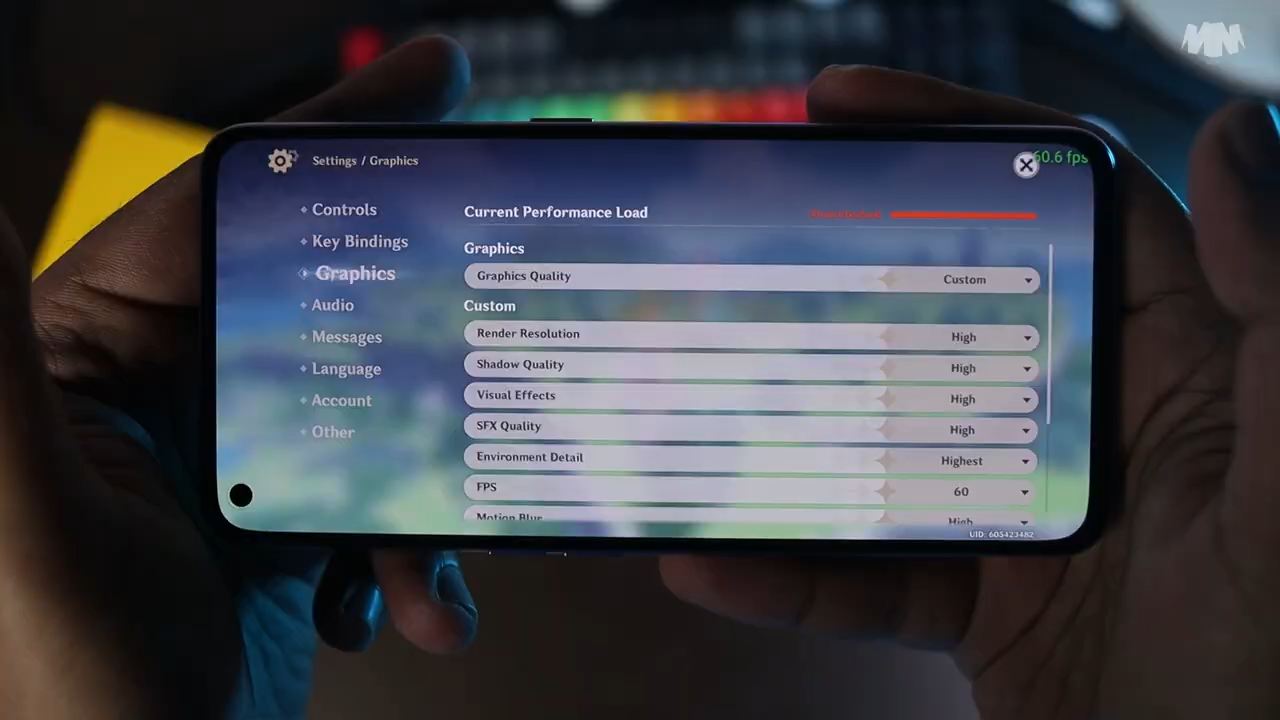 MN
Settings / Graphics
60.6 fps
Controls
Key Bindings
Graphics
Audio
Messages
Language
Account
Other
Current Performance Load
Graphics
Graphics Quality Custom
Custom
Render Resolution High
Shadow Quality High
Visual Effects High
SFX Quality High
Environment Detail Highest
FPS 60
Motion Blur High
UID: 605423482